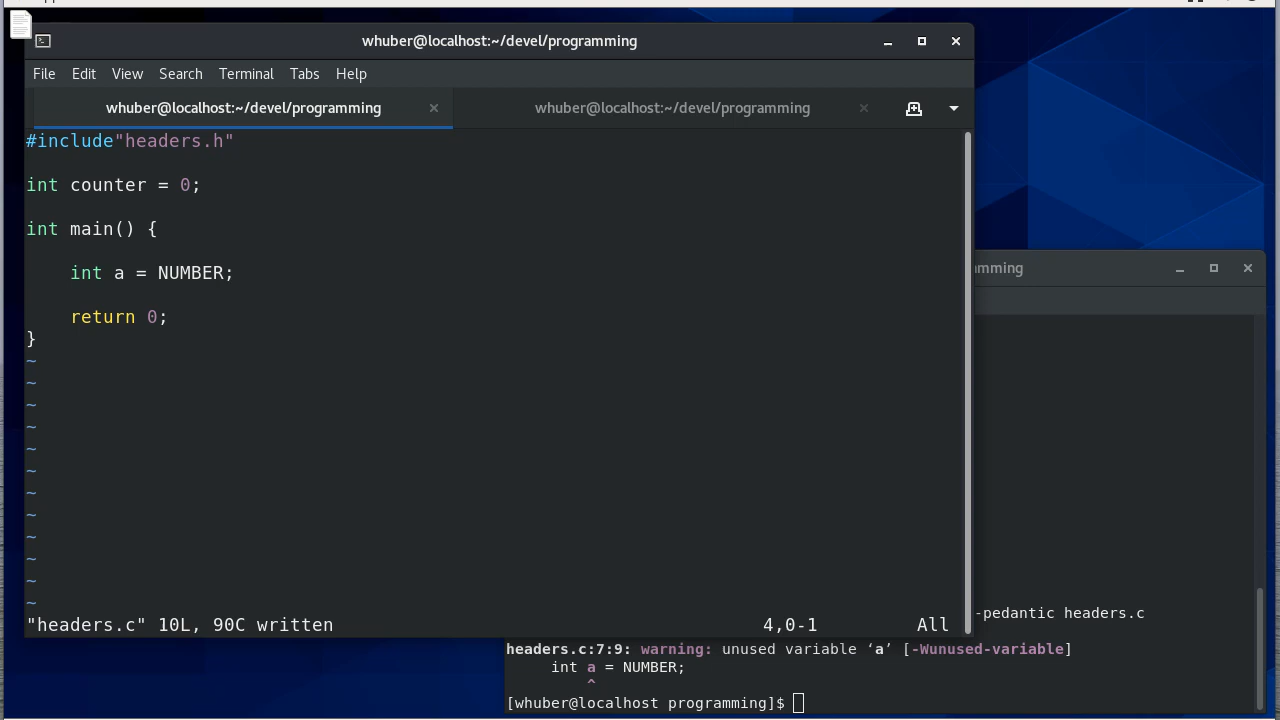 whuber@localhost:~/devel/programming
File Edit View Search Terminal Tabs Help
whuber@localhost:~/devel/programming whuber@localhost:~/devel/programming
#include"headers.h"
int counter = 0;
int main() {
int a = NUMBER;
return 0;
}
~
~
~
~
~
~
~
~
~
~
~
~
"headers.c" 10L, 90C written 4,0-1 All
-pedantic headers.c
headers.c:7:9: warning: unused variable ‘a’ [-Wunused-variable]
int a = NUMBER;
^
[whuber@localhost programming]$